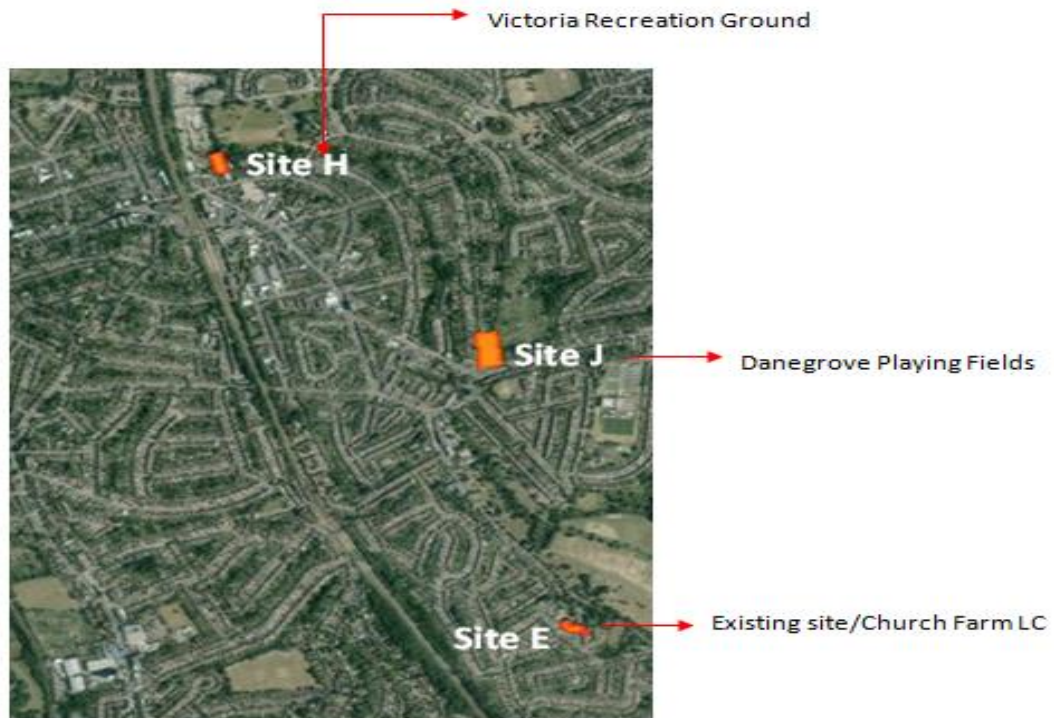 Victoria Recreation Ground
Site H
Site J
Danegrove Playing Fields
Existing site/Church Farm LC
Site E